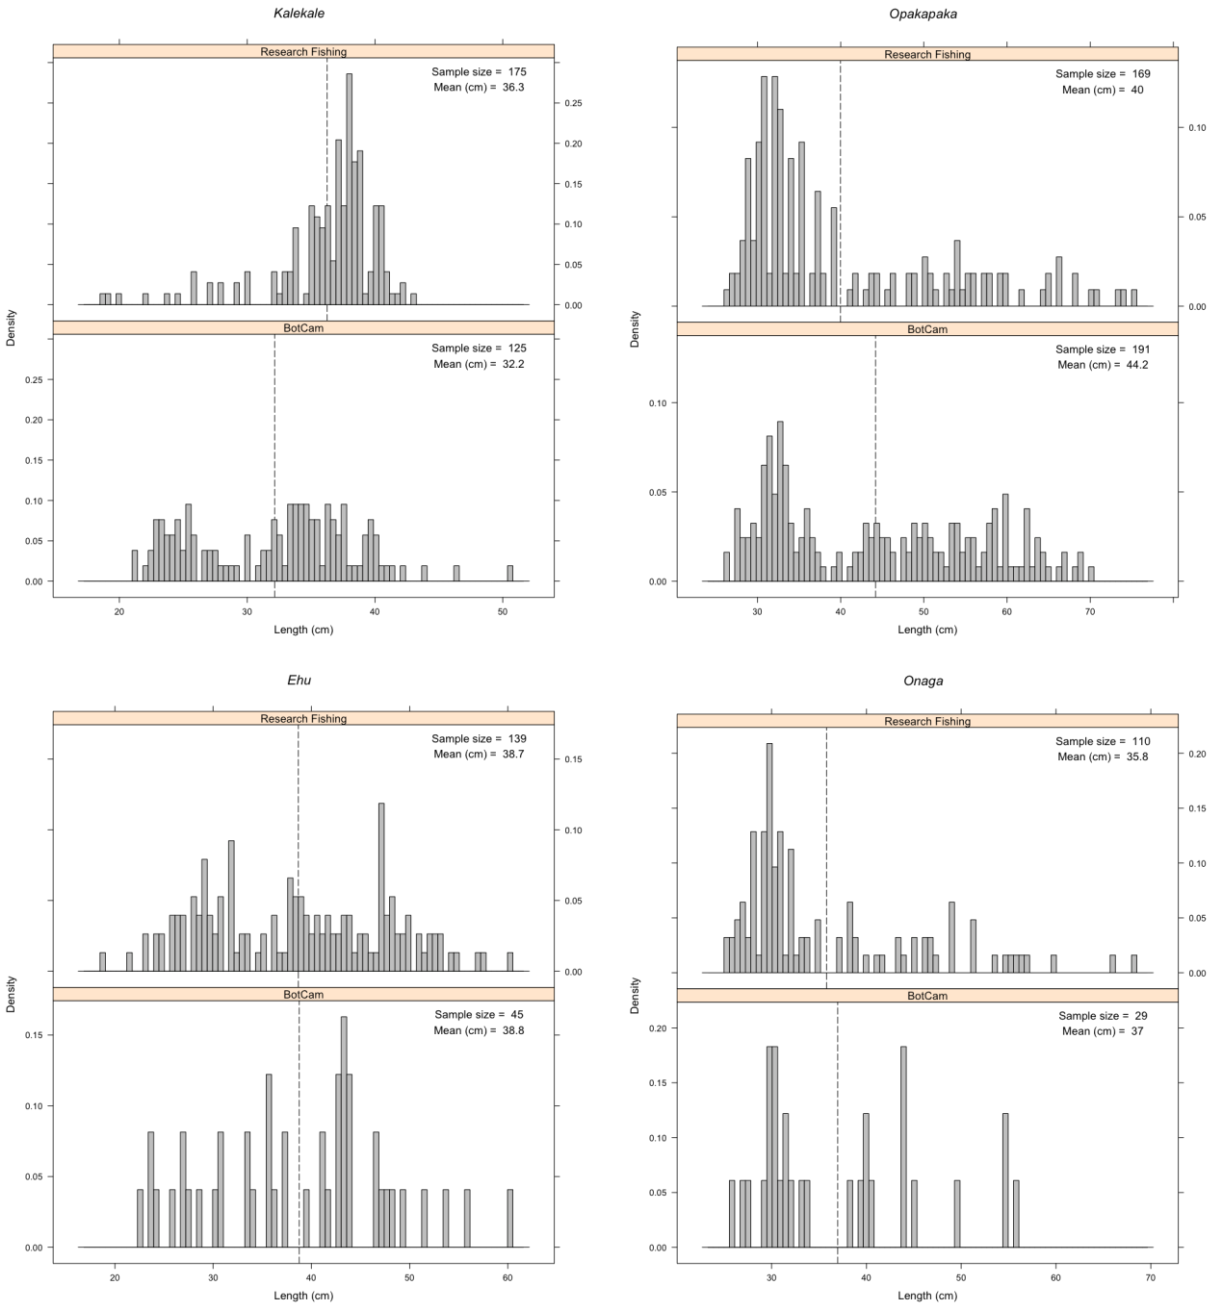 Kalekale
Research Fishing
Sample size = 175
Mean (cm) = 36.3
0.25
0.20
0.15
0.10
0.05
0.00
BotCam
Sample size = 125
Mean (cm) = 32.2
0.25
0.20
0.15
0.10
0.05
0.00
Density
20 30 40 50
Length (cm)
Opakapaka
Research Fishing
Sample size = 169
Mean (cm) = 40
0.10
0.05
0.00
BotCam
Sample size = 191
Mean (cm) = 44.2
0.10
0.05
0.00
Density
30 40 50 60 70
Length (cm)
Ehu
Research Fishing
Sample size = 139
Mean (cm) = 38.7
0.15
0.10
0.05
0.00
BotCam
Sample size = 45
Mean (cm) = 38.8
0.15
0.10
0.05
0.00
Density
20 30 40 50 60
Length (cm)
Onaga
Research Fishing
Sample size = 110
Mean (cm) = 35.8
0.20
0.15
0.10
0.05
0.00
BotCam
Sample size = 29
Mean (cm) = 37
0.20
0.15
0.10
0.05
0.00
Density
30 40 50 60 70
Length (cm)